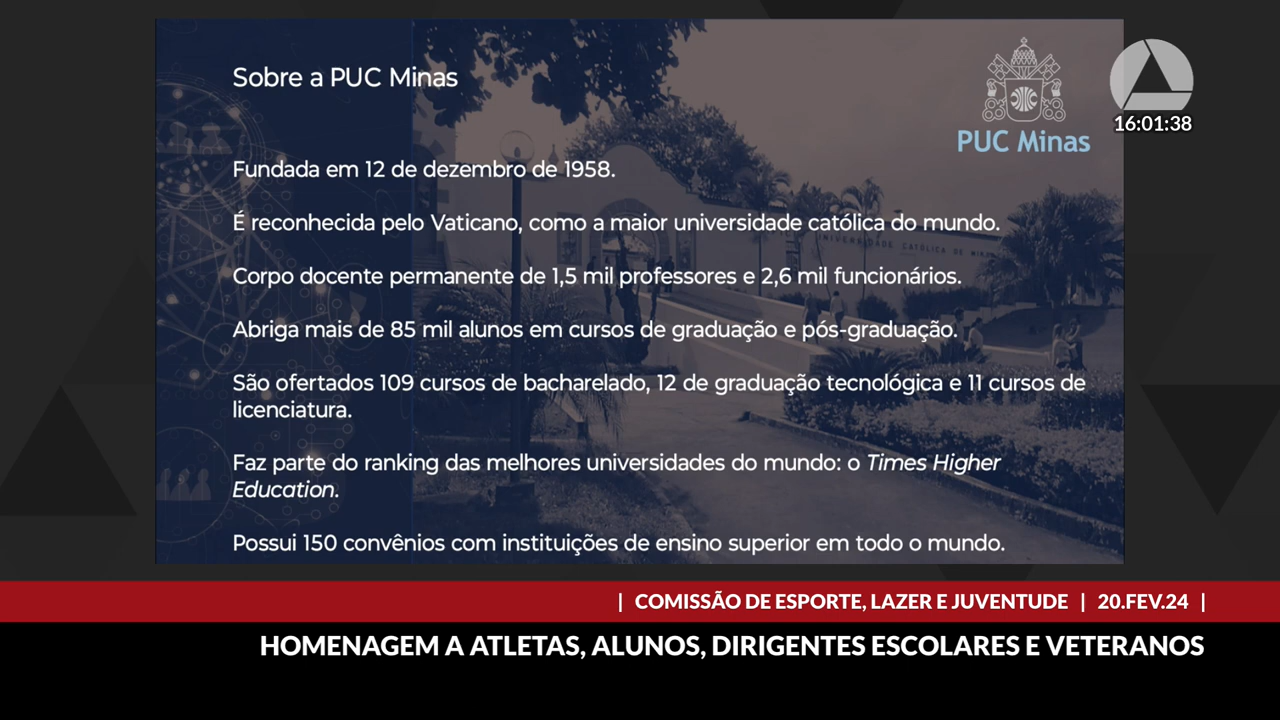 Sobre a PUC Minas
PUC Minas
16:01:38
Fundada em 12 de dezembro de 1958.
É reconhecida pelo Vaticano, como a maior universidade católica do mundo.
UNIVERSIDADE CATÓLICA DE MINAS
Corpo docente permanente de 1,5 mil professores e 2,6 mil funcionários.
Abriga mais de 85 mil alunos em cursos de graduação e pós-graduação.
São ofertados 109 cursos de bacharelado, 12 de graduação tecnológica e 11 cursos de
licenciatura.
Faz parte do ranking das melhores universidades do mundo: o Times Higher
Education.
Possui 150 convênios com instituições de ensino superior em todo o mundo.
| COMISSÃO DE ESPORTE, LAZER E JUVENTUDE | 20.FEV.24 |
HOMENAGEM A ATLETAS, ALUNOS, DIRIGENTES ESCOLARES E VETERANOS